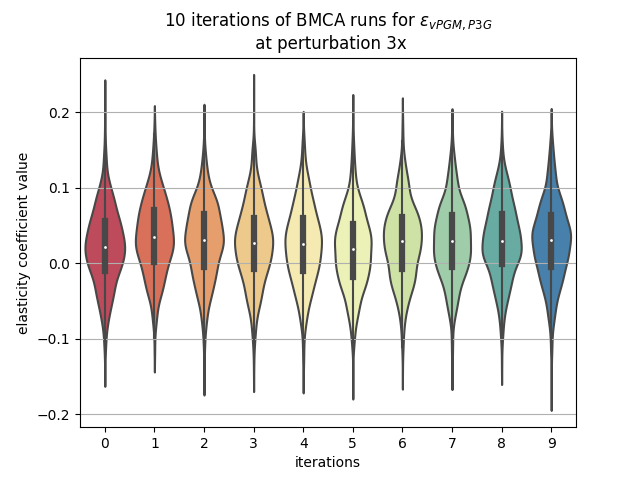 10 iterations of BMCA runs for ε_{vPGM,P3G}
at perturbation 3x
elasticity coefficient value
0.2
0.1
0.0
−0.1
−0.2
0 1 2 3 4 5 6 7 8 9
iterations